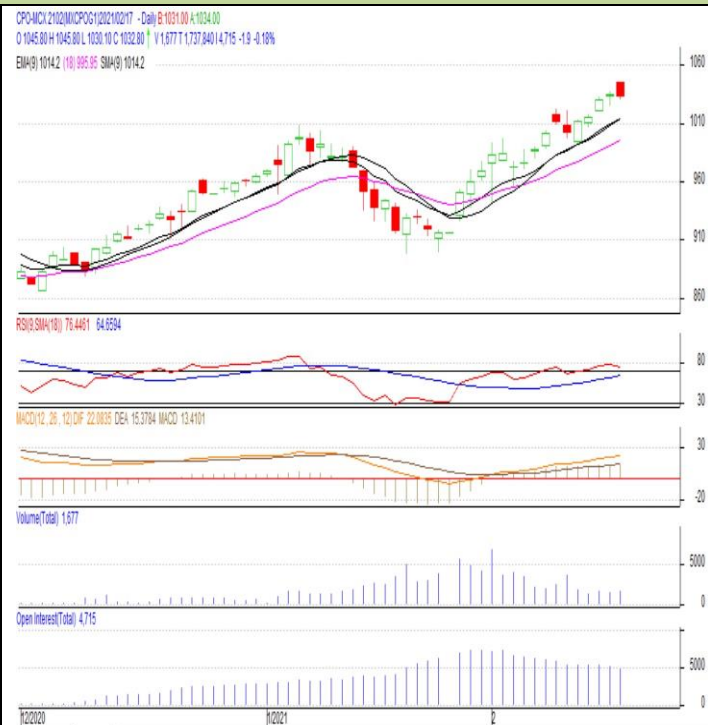 CPO-MCX 2102(MXCPOG1)2021/02/17 - Daily B:1031.00 A:1034.00
O 1045.80 H 1045.80 L 1030.10 C 1032.80 ↑ V 1,677 T 1,737,840 I 4,715 -1.9 -0.18%
EMA(9) 1014.2 (18) 995.95 SMA(9) 1014.2
1060
1010
960
910
860
RSI(9,SMA(18)) 76.4461 64.6594
80
30
MACD(12 , 26 , 12) DIF 22.0835 DEA 15.3784 MACD 13.4101
30
-20
Volume(Total) 1,677
5000
0
Open Interest(Total) 4,715
5000
0
12/2020 1/2021 2